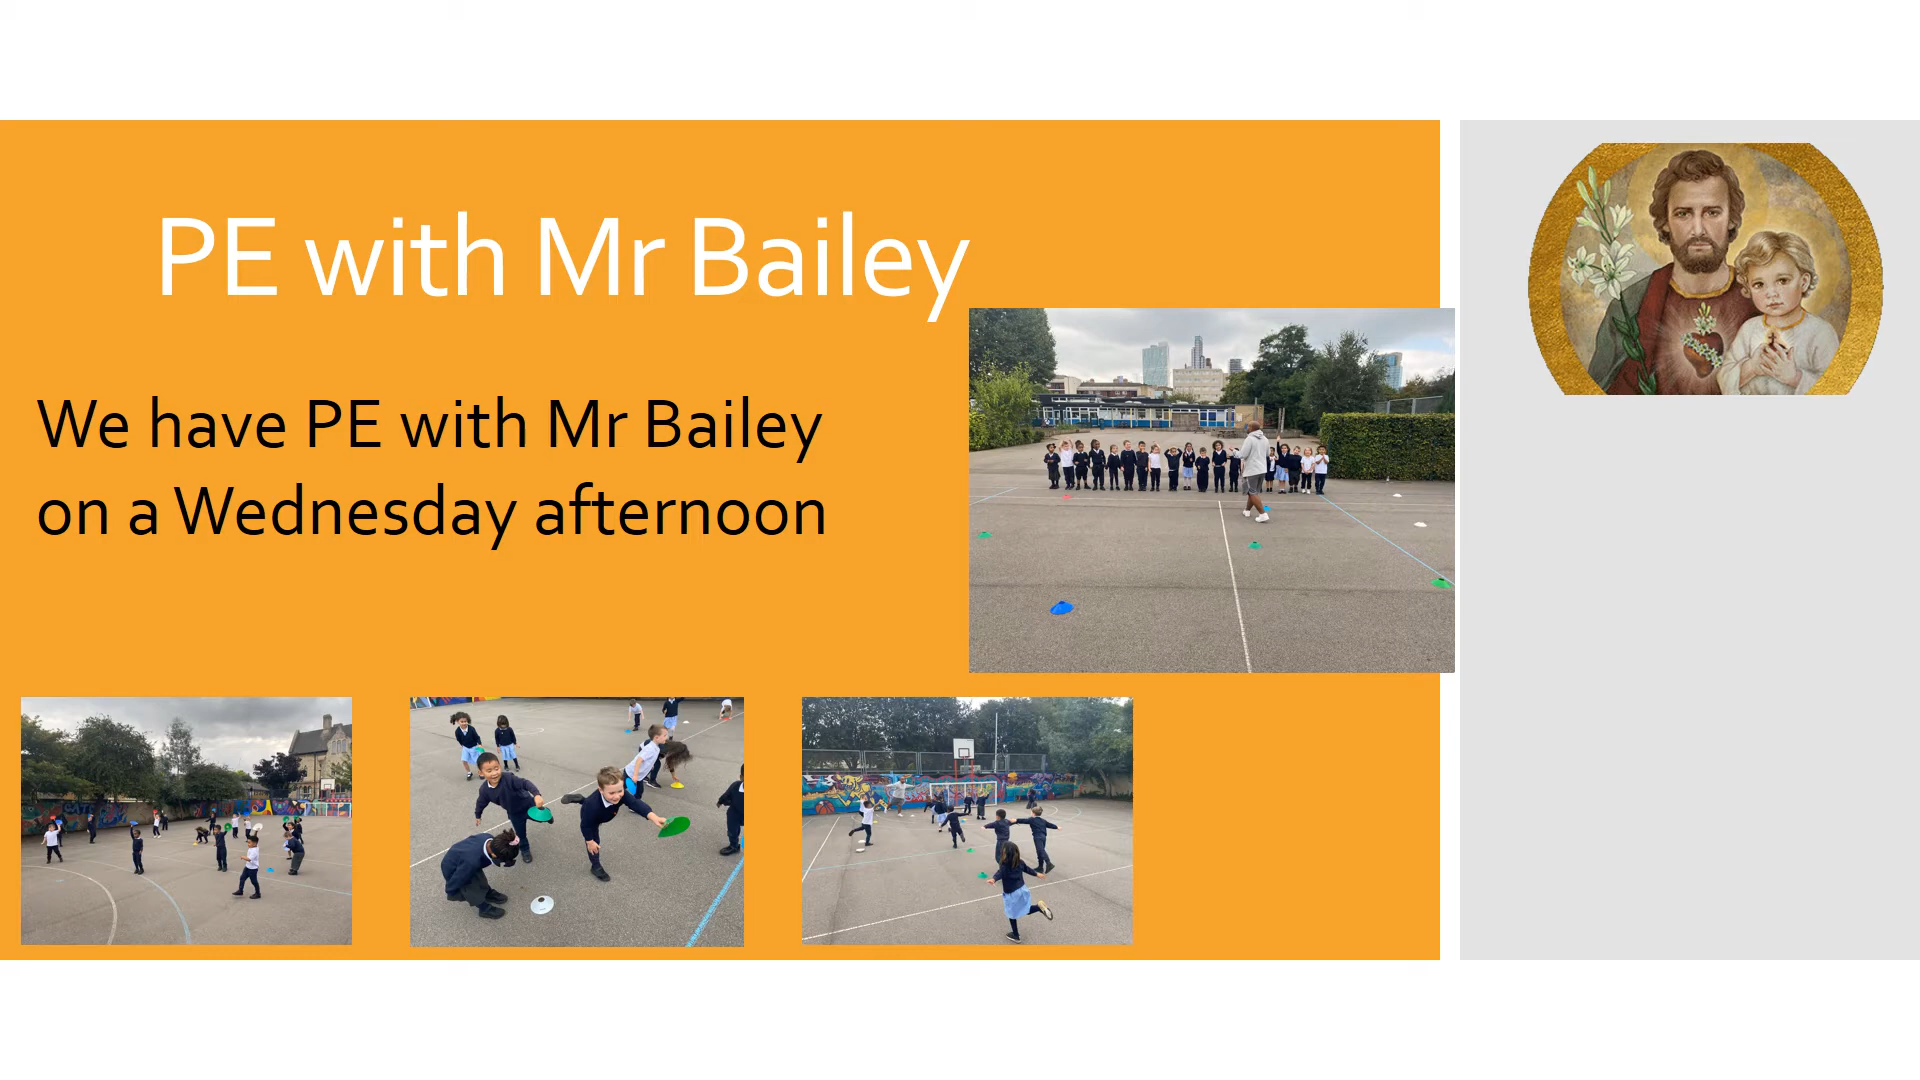 PE with Mr Bailey
We have PE with Mr Bailey
on a Wednesday afternoon